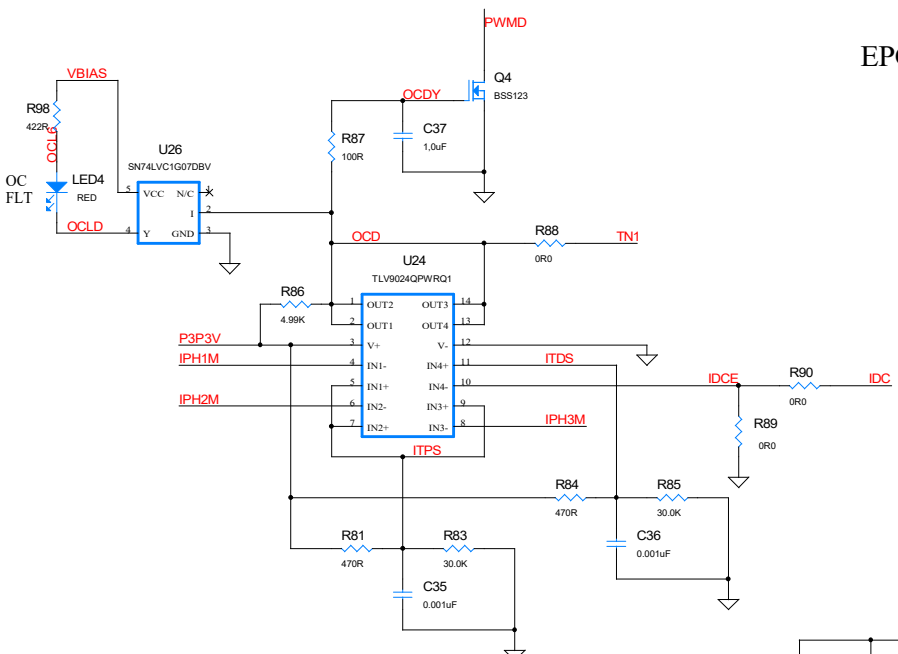 PWMD
EPC
VBIAS
Q4
BSS123
OCDY
R98
422R
C37
1,0uF
R87
100R
U26
SN74LVC1G07DBV
OCL6
OC
FLT
LED4
RED
5 VCC N/C 1
I 2
4 Y GND 3
OCLD
OCD
R88
0R0
TN1
U24
TLV9024QPWRQ1
R86
4.99K
1 OUT2 OUT3 14
2 OUT1 OUT4 13
P3P3V
3 V+ V- 12
IPH1M
4 IN1- IN4+ 11
ITDS
5 IN1+ IN4- 10
IDCE
R90
0R0
IDC
IPH2M
6 IN2- IN3+ 9
7 IN2+ IN3- 8
IPH3M
R89
0R0
ITPS
R84
470R
R85
30.0K
R81
470R
R83
30.0K
C36
0.001uF
C35
0.001uF